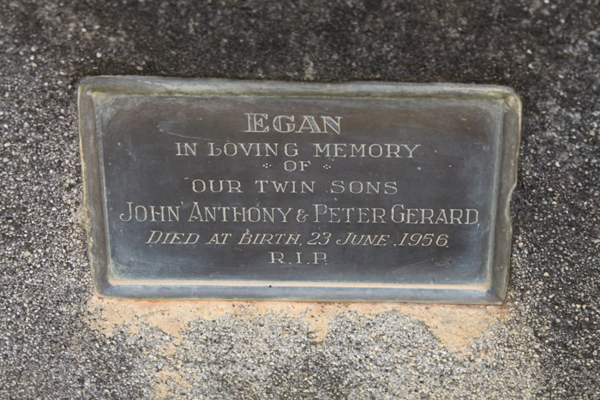 EGAN
IN LOVING MEMORY
OF
OUR TWIN SONS
JOHN ANTHONY & PETER GERARD
DIED AT BIRTH, 23 JUNE, 1956.
R.I.P.